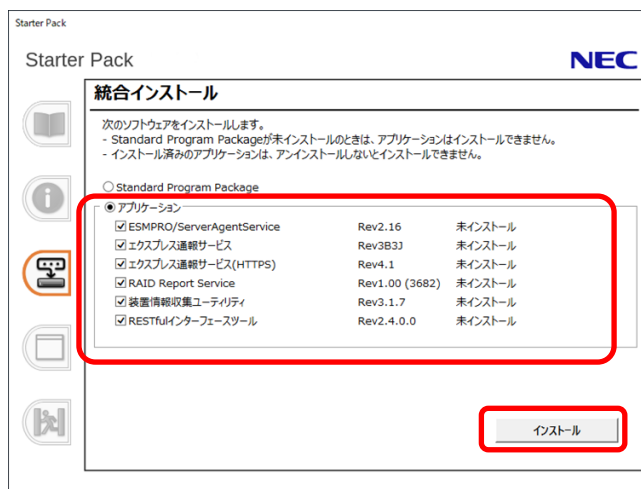 Starter Pack
Starter Pack
NEC
統合インストール
次のソフトウェアをインストールします。
- Standard Program Packageが未インストールのときは、アプリケーションはインストールできません。
- インストール済みのアプリケーションは、アンインストールしないとインストールできません。
Standard Program Package
アプリケーション
ESMPRO/ServerAgentService Rev2.16 未インストール
エクスプレス通報サービス Rev3B3J 未インストール
エクスプレス通報サービス(HTTPS) Rev4.1 未インストール
RAID Report Service Rev1.00 (3682) 未インストール
装置情報収集ユーティリティ Rev3.1.7 未インストール
RESTfulインターフェースツール Rev2.4.0.0 未インストール
インストール